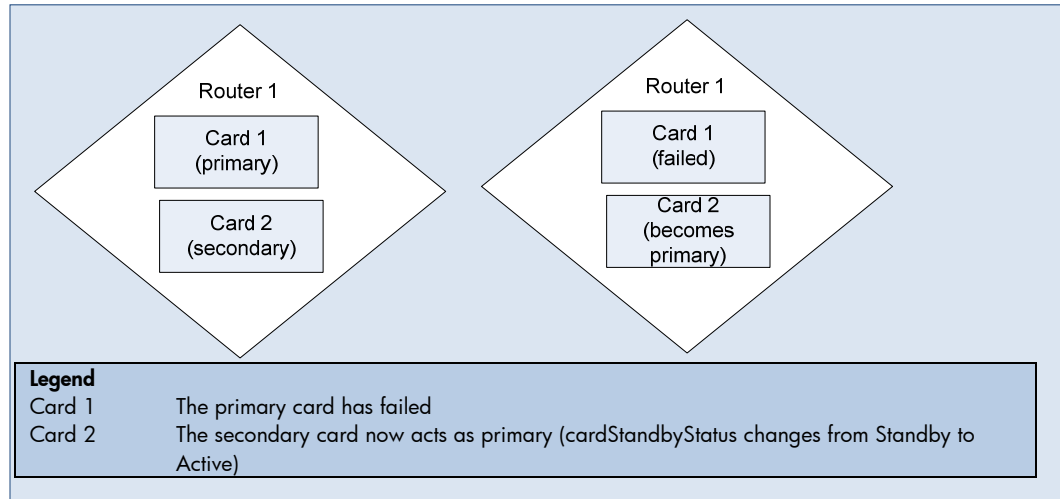 Router 1
Card 1
(primary)
Card 2
(secondary)
Router 1
Card 1
(failed)
Card 2
(becomes
primary)
Legend
Card 1 The primary card has failed
Card 2 The secondary card now acts as primary (cardStandbyStatus changes from Standby to
Active)